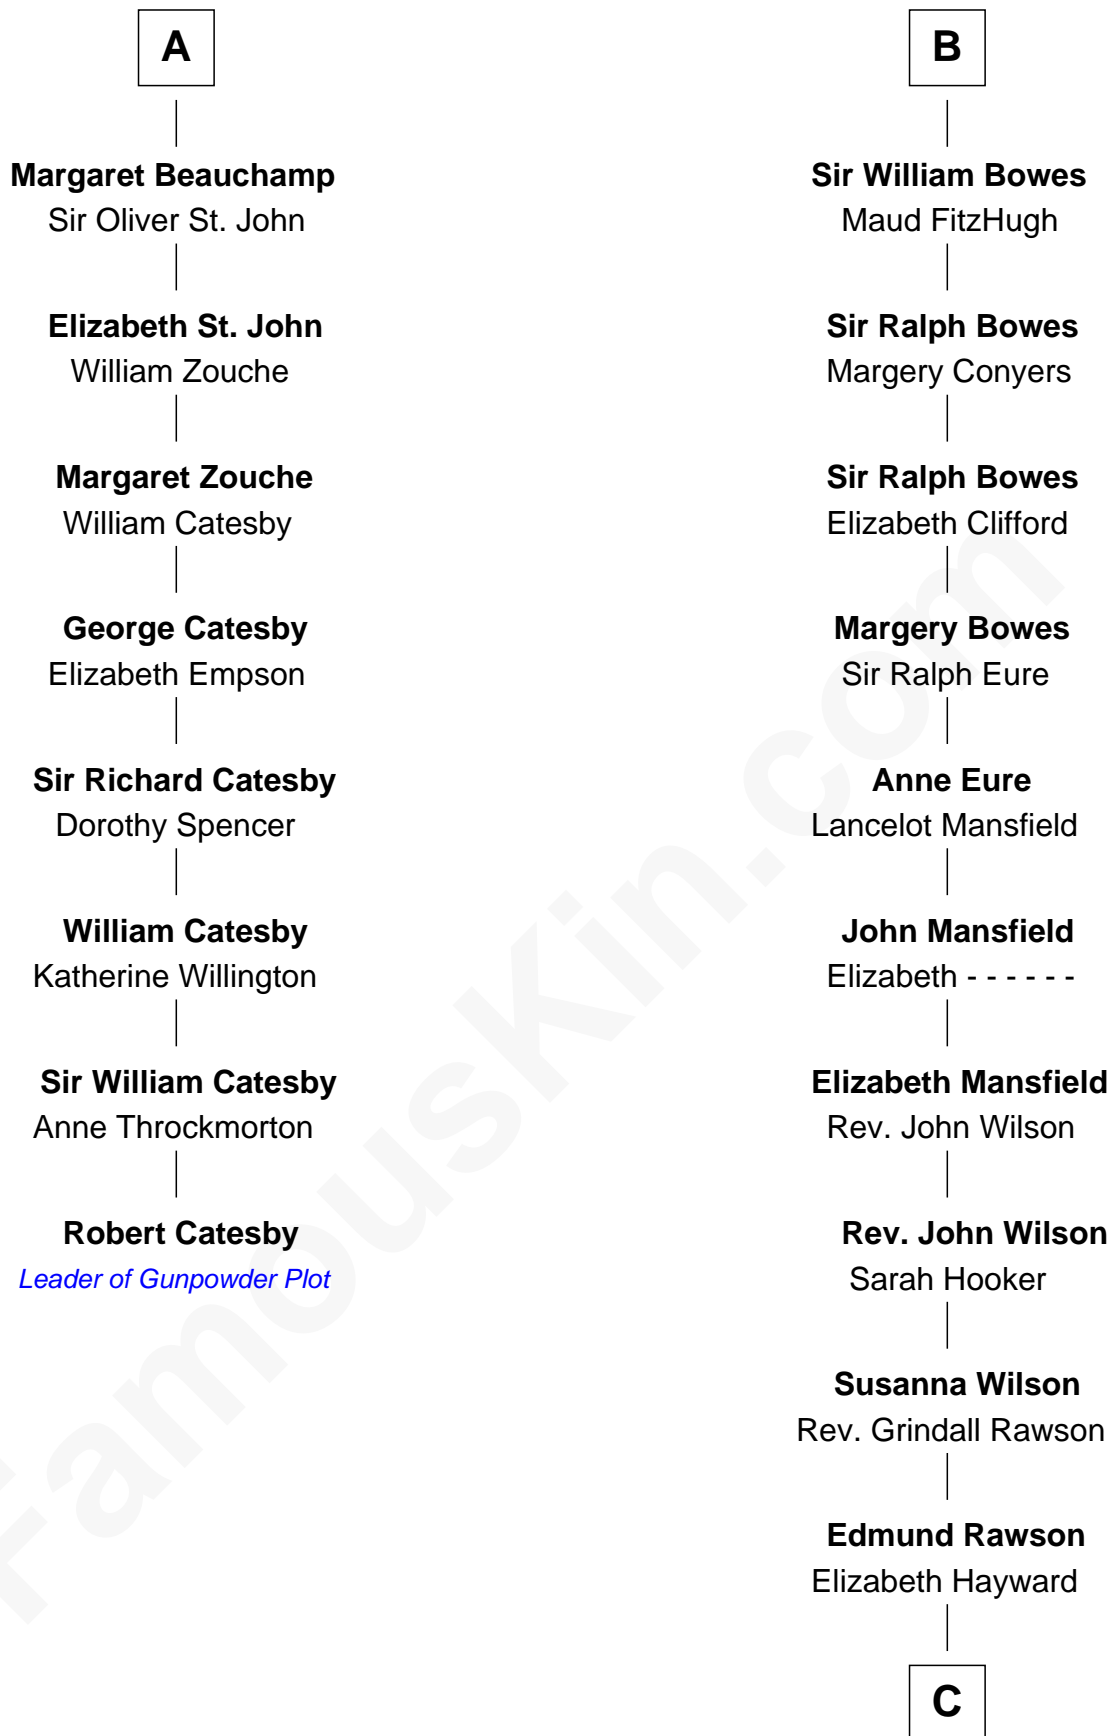 A
Margaret Beauchamp
Sir Oliver St. John
Elizabeth St. John
William Zouche
Margaret Zouche
William Catesby
George Catesby
Elizabeth Empson
Sir Richard Catesby
Dorothy Spencer
William Catesby
Katherine Willington
Sir William Catesby
Anne Throckmorton
Robert Catesby
Leader of Gunpowder Plot
B
Sir William Bowes
Maud FitzHugh
Sir Ralph Bowes
Margery Conyers
Sir Ralph Bowes
Elizabeth Clifford
Margery Bowes
Sir Ralph Eure
Anne Eure
Lancelot Mansfield
John Mansfield
Elizabeth - - - - - -
Elizabeth Mansfield
Rev. John Wilson
Rev. John Wilson
Sarah Hooker
Susanna Wilson
Rev. Grindall Rawson
Edmund Rawson
Elizabeth Hayward
C
FamousKin.com